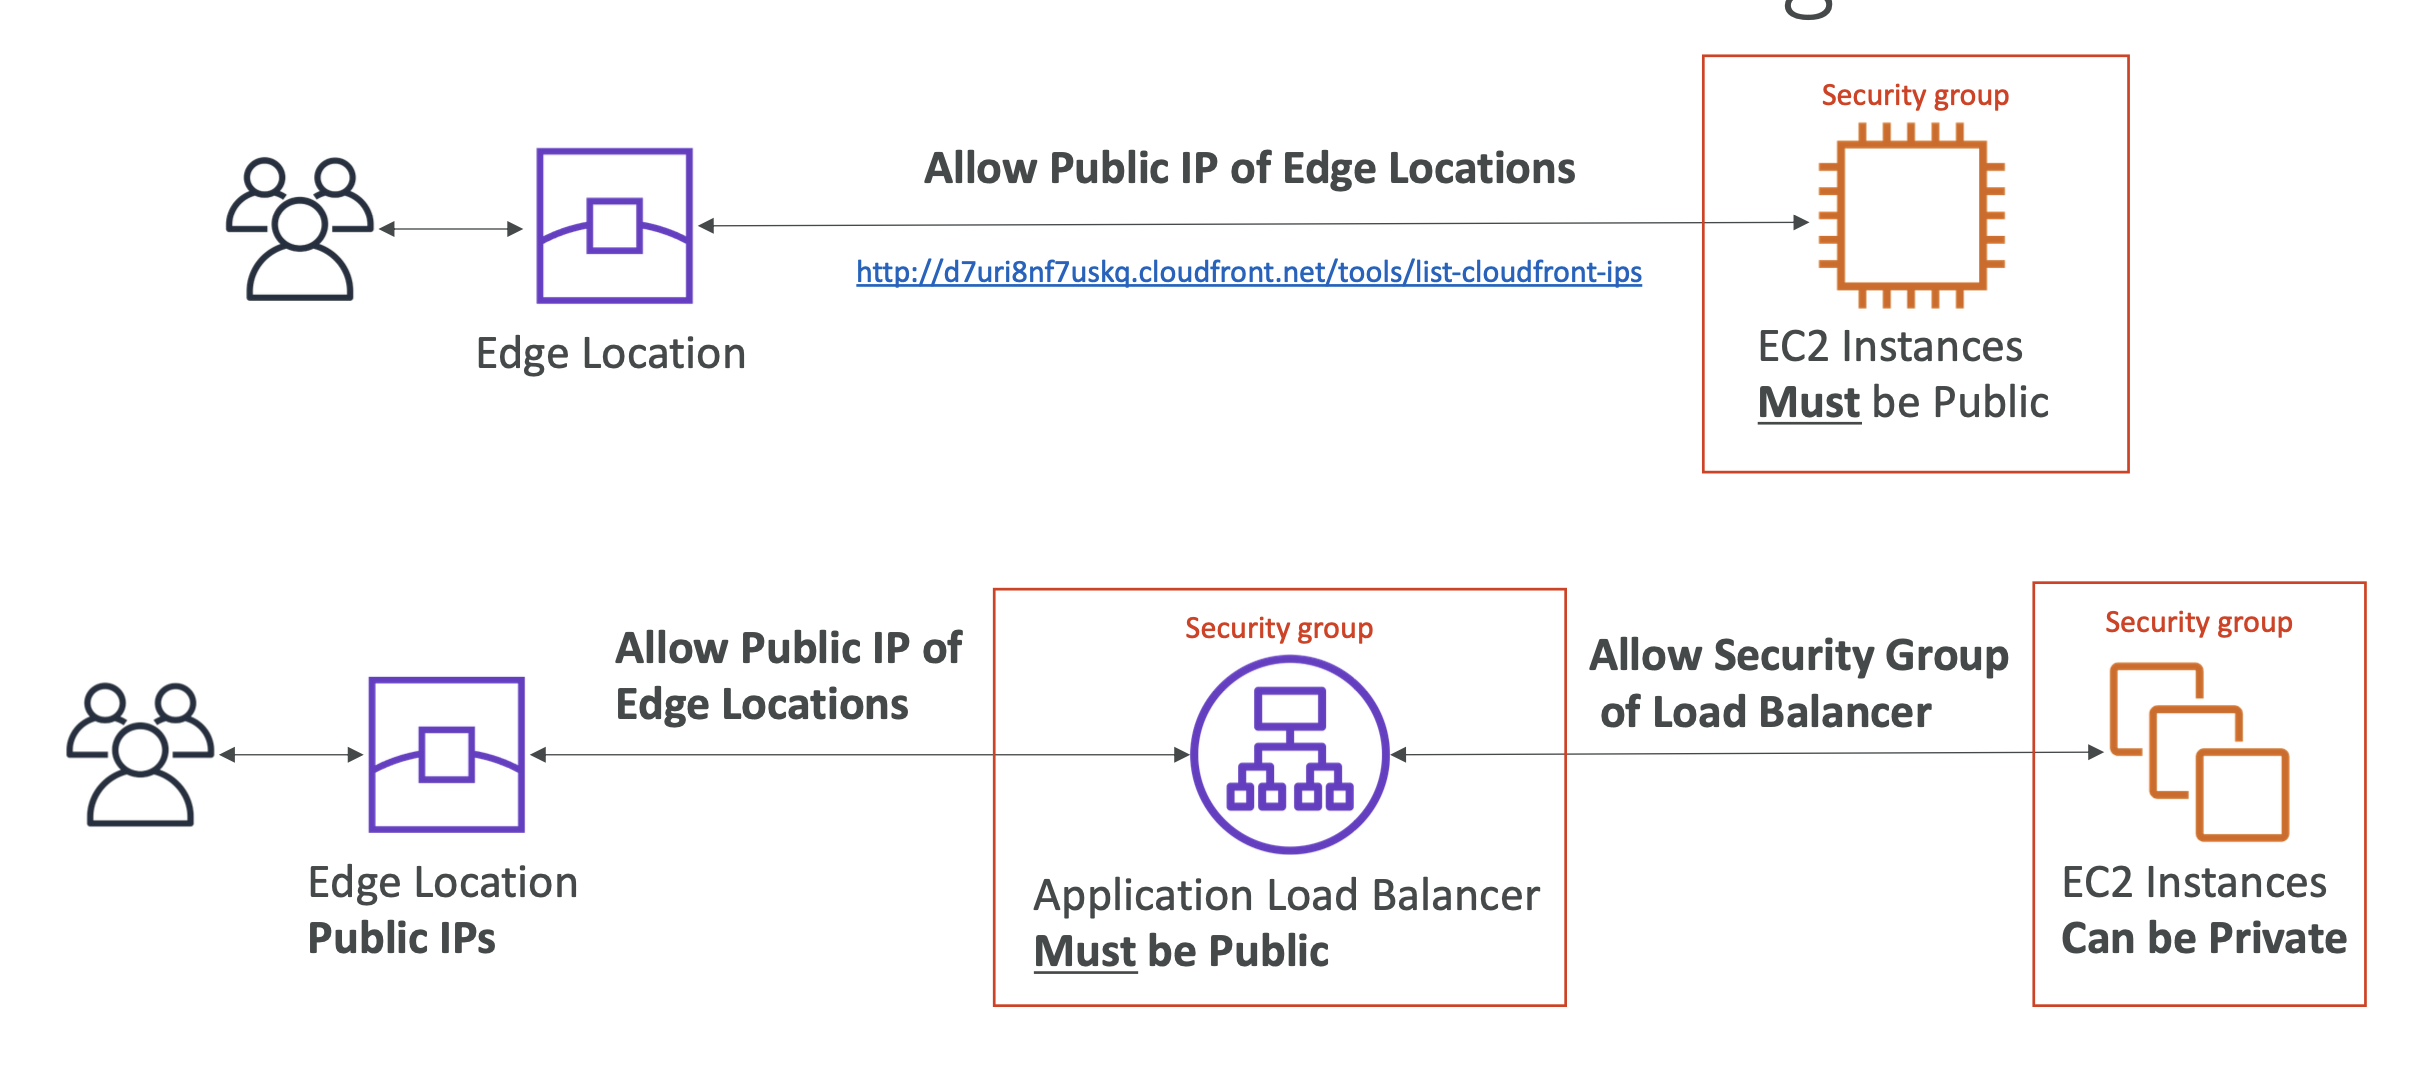 g
Security group
Allow Public IP of Edge Locations
http://d7uri8nf7uskq.cloudfront.net/tools/list-cloudfront-ips
Edge Location
EC2 Instances
Must be Public
Security group
Allow Public IP of
Edge Locations
Allow Security Group
of Load Balancer
Security group
Edge Location
Public IPs
Application Load Balancer
Must be Public
EC2 Instances
Can be Private